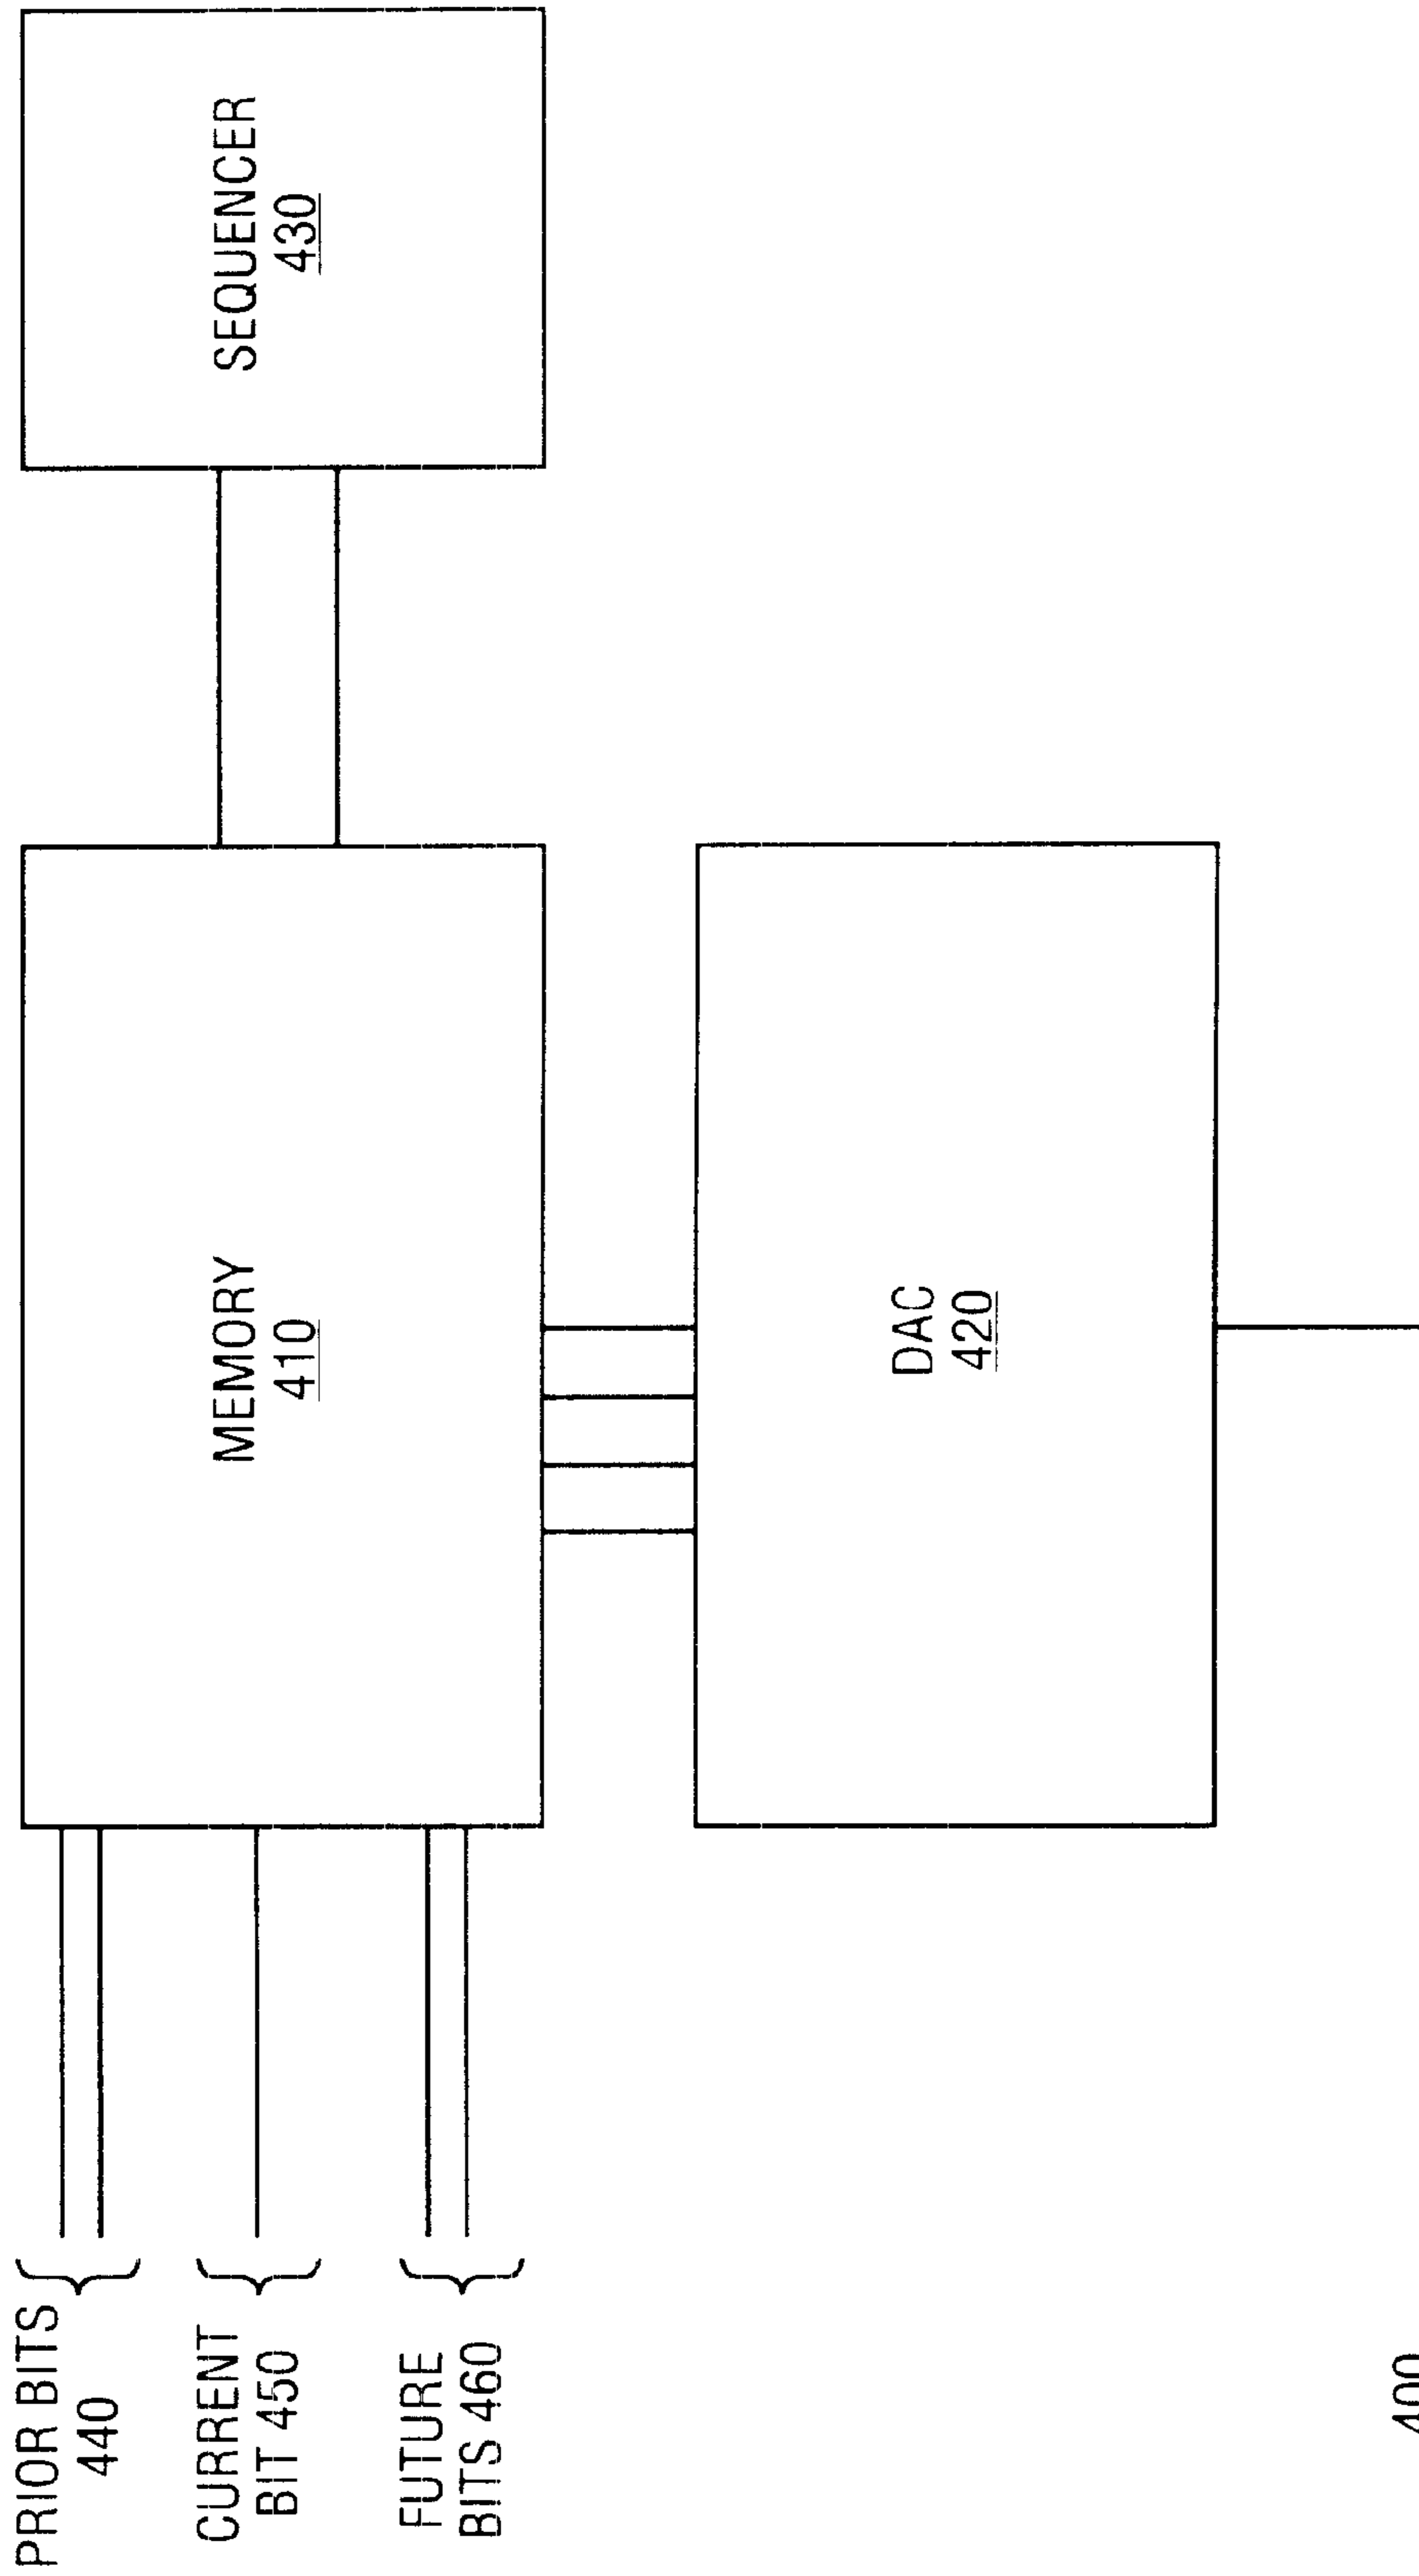 PRIOR BITS
440
CURRENT
BIT 450
FUTURE
BITS 460
MEMORY
410
SEQUENCER
430
DAC
420
400